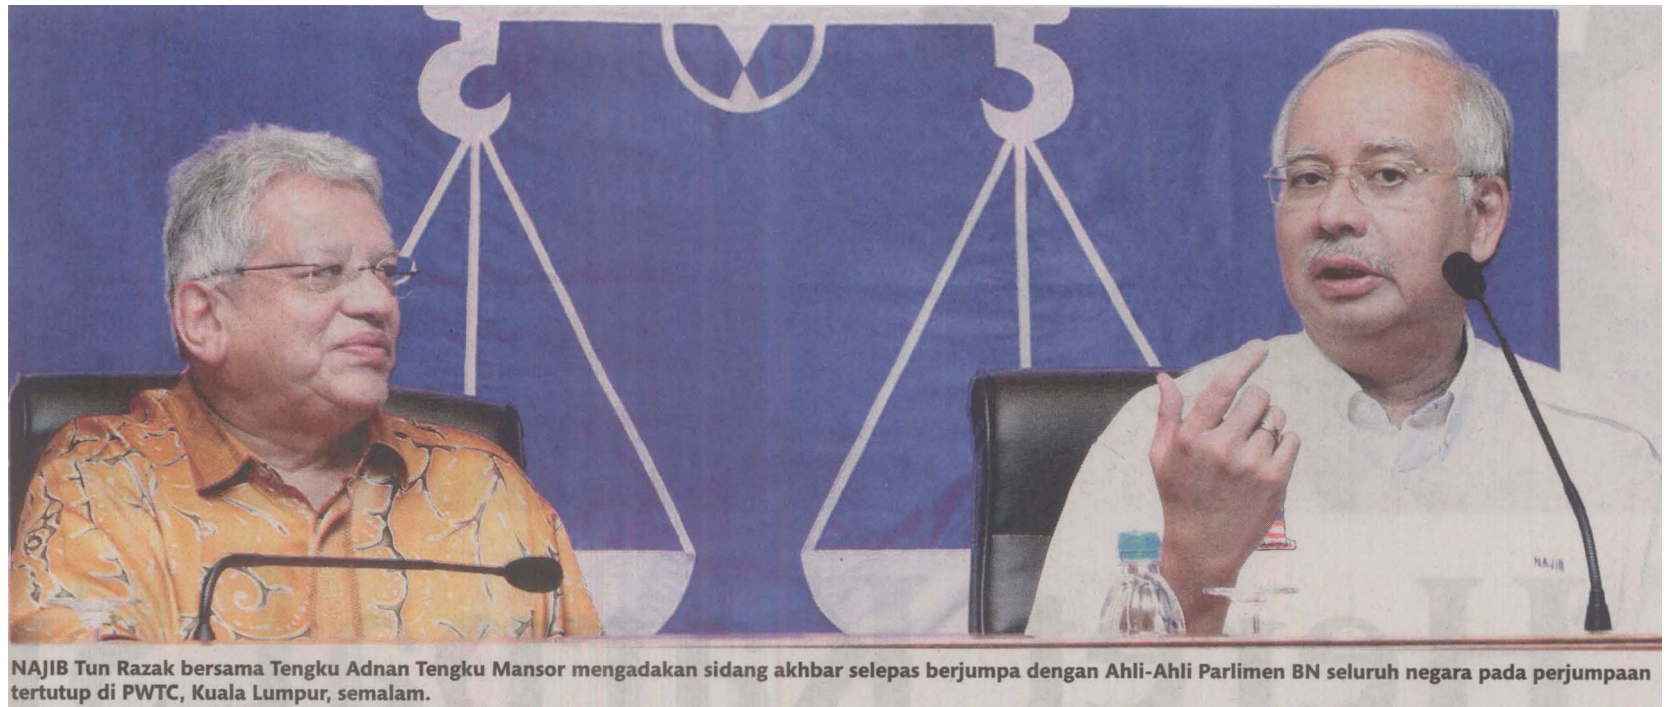 NAJIB
NAJIB Tun Razak bersama Tengku Adnan Tengku Mansor mengadakan sidang akhbar selepas berjumpa dengan Ahli-Ahli Parlimen BN seluruh negara pada perjumpaan
tertutup di PWTC, Kuala Lumpur, semalam.